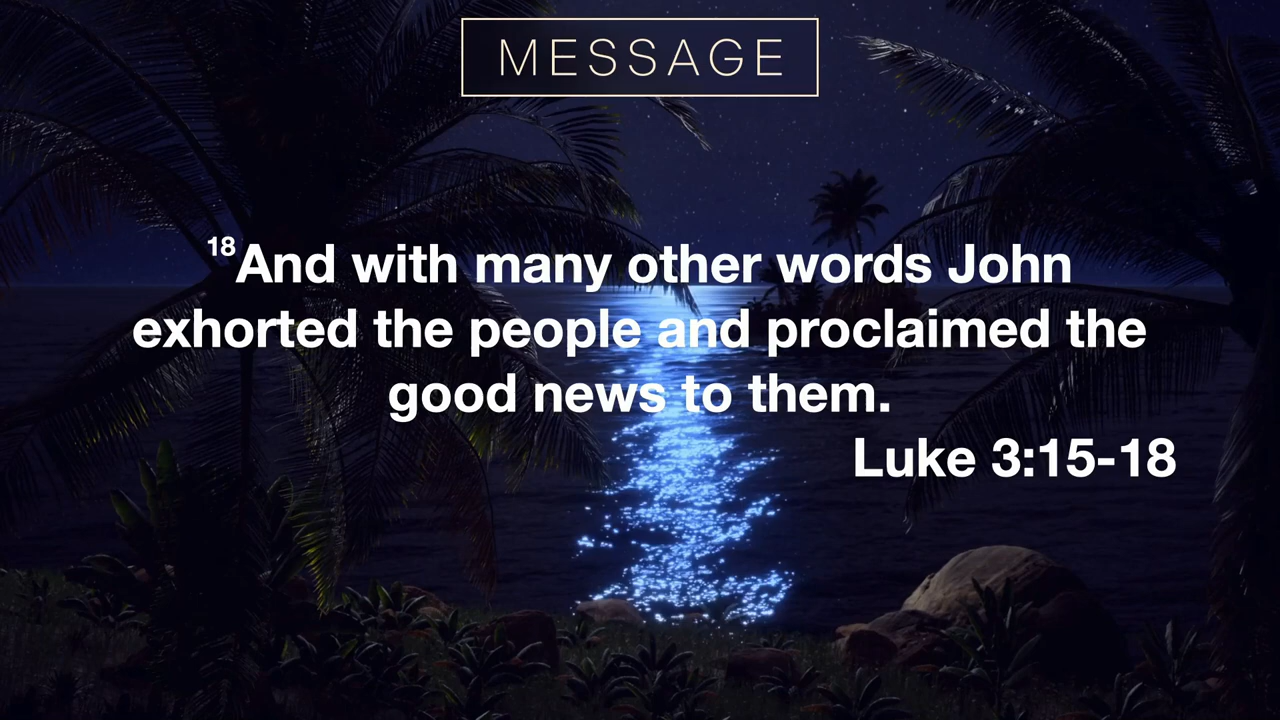 MESSAGE
18And with many other words John
exhorted the people and proclaimed the
good news to them.
Luke 3:15-18